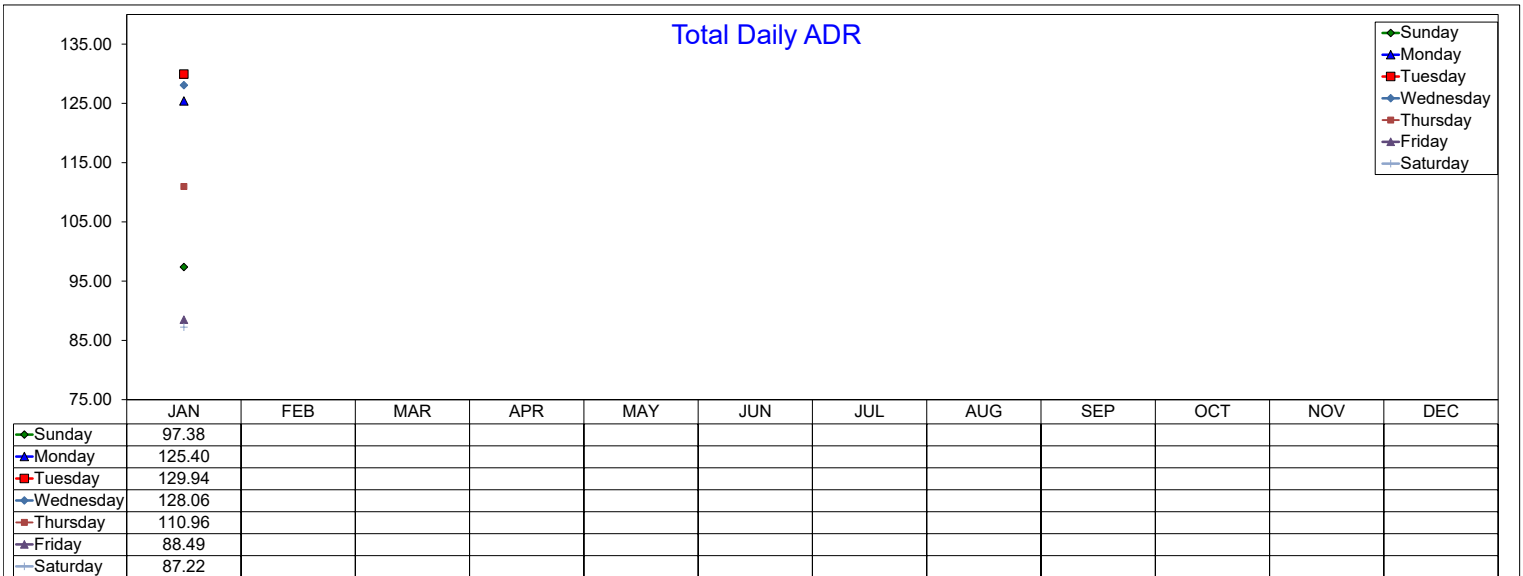 Total Daily ADR
135.00
125.00
115.00
105.00
95.00
85.00
75.00
Sunday
Monday
Tuesday
Wednesday
Thursday
Friday
Saturday
JAN FEB MAR APR MAY JUN JUL AUG SEP OCT NOV DEC
Sunday 97.38
Monday 125.40
Tuesday 129.94
Wednesday 128.06
Thursday 110.96
Friday 88.49
Saturday 87.22